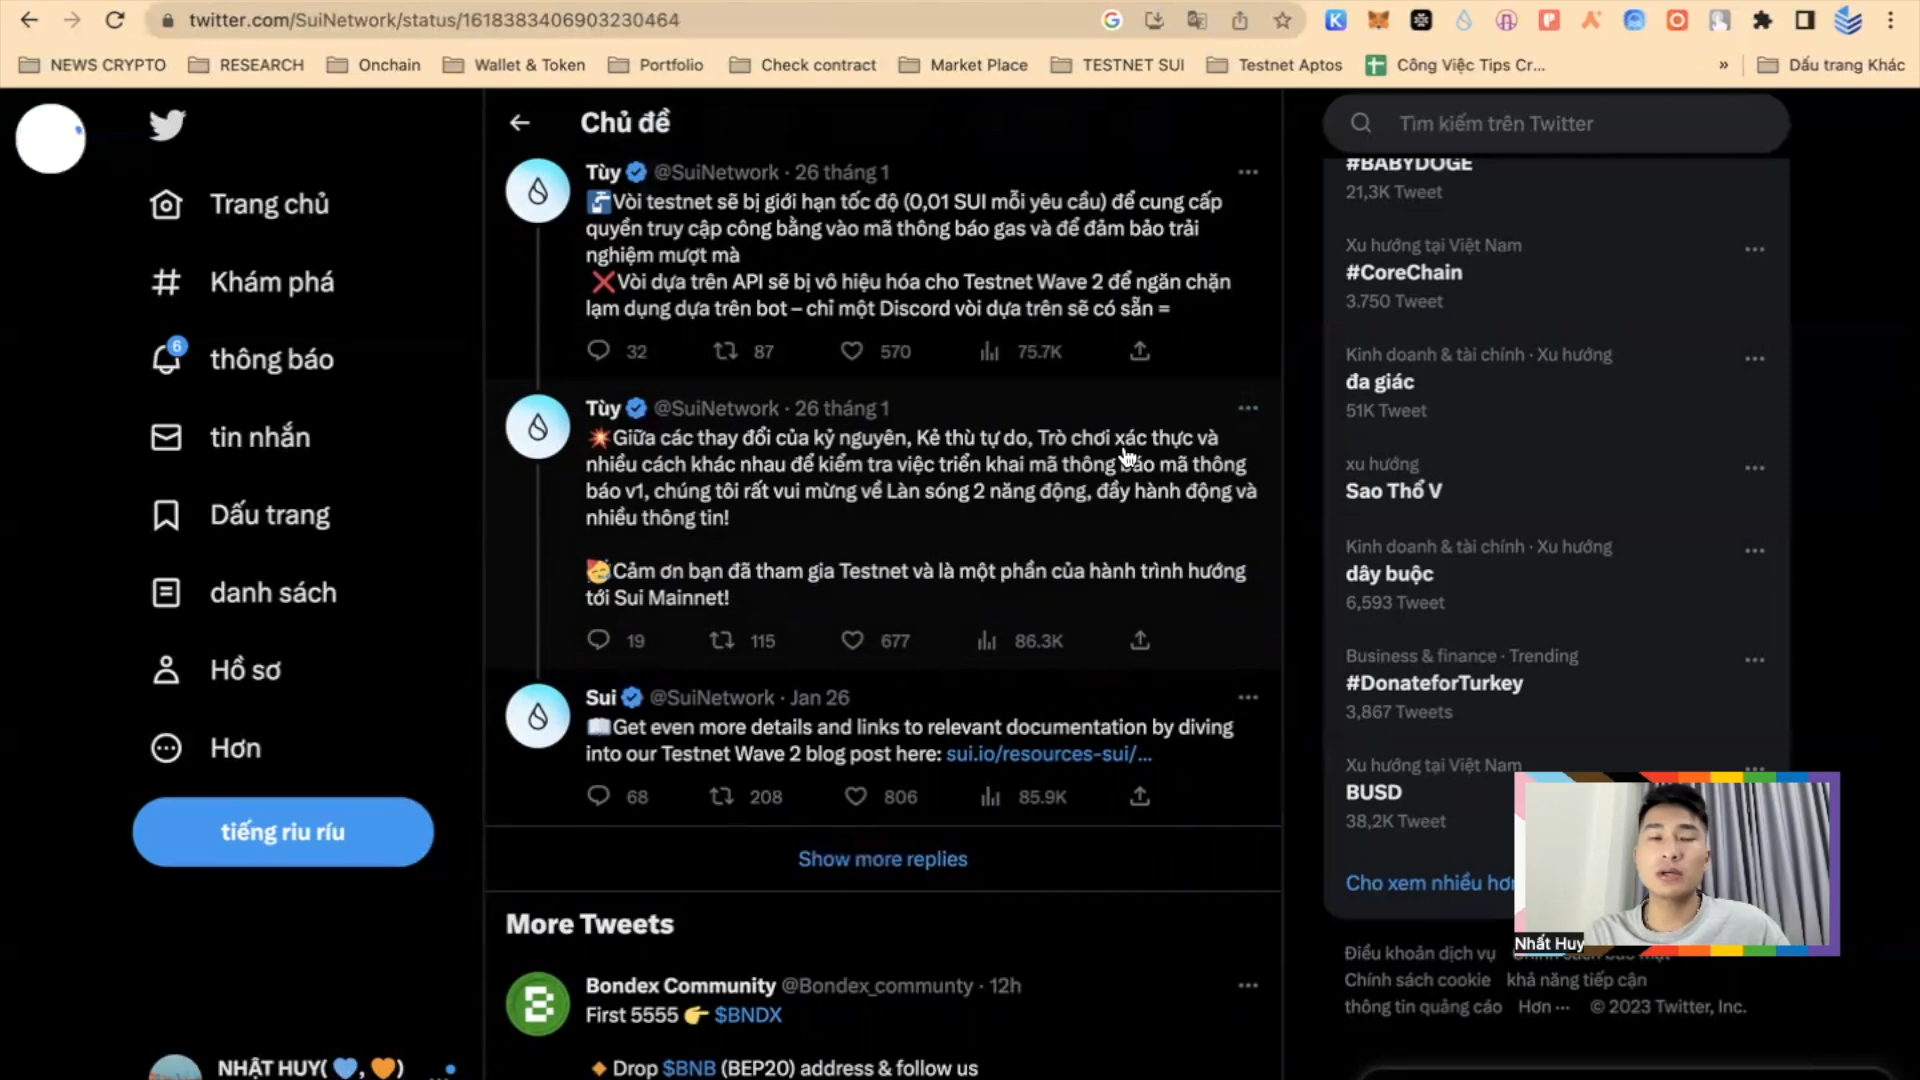 twitter.com/SuiNetwork/status/1618383406903230464
NEWS CRYPTO
RESEARCH
Onchain
Wallet & Token
Portfolio
Check contract
Market Place
TESTNET SUI
Testnet Aptos
Công Việc Tips Cr...
»
Dấu trang Khác
Trang chủ
Khám phá
6
thông báo
tin nhắn
Dấu trang
danh sách
Hồ sơ
Hơn
tiếng riu ríu
NHẬT HUY(💙, 🧡)
Chủ đề
Tùy @SuiNetwork · 26 tháng 1
🚰Vòi testnet sẽ bị giới hạn tốc độ (0,01 SUI mỗi yêu cầu) để cung cấp
quyền truy cập công bằng vào mã thông báo gas và để đảm bảo trải
nghiệm mượt mà
❌Vòi dựa trên API sẽ bị vô hiệu hóa cho Testnet Wave 2 để ngăn chặn
lạm dụng dựa trên bot – chỉ một Discord vòi dựa trên sẽ có sẵn =
32 87 570 75.7K
Tùy @SuiNetwork · 26 tháng 1
💥Giữa các thay đổi của kỷ nguyên, Kẻ thù tự do, Trò chơi xác thực và
nhiều cách khác nhau để kiểm tra việc triển khai mã thông báo mã thông
báo v1, chúng tôi rất vui mừng về Làn sóng 2 năng động, đầy hành động và
nhiều thông tin!
🥳Cảm ơn bạn đã tham gia Testnet và là một phần của hành trình hướng
tới Sui Mainnet!
19 115 677 86.3K
Sui @SuiNetwork · Jan 26
📖Get even more details and links to relevant documentation by diving
into our Testnet Wave 2 blog post here: sui.io/resources-sui/...
68 208 806 85.9K
Show more replies
More Tweets
Bondex Community @Bondex_communty · 12h
First 5555 👉 $BNDX
🔸Drop $BNB (BEP20) address & follow us
Tìm kiếm trên Twitter
#BABYDOGE
21,3K Tweet
Xu hướng tại Việt Nam
#CoreChain
3.750 Tweet
Kinh doanh & tài chính · Xu hướng
đa giác
51K Tweet
xu hướng
Sao Thổ V
Kinh doanh & tài chính · Xu hướng
dây buộc
6,593 Tweet
Business & finance · Trending
#DonateforTurkey
3,867 Tweets
Xu hướng tại Việt Nam
BUSD
38,2K Tweet
Cho xem nhiều hơn
Nhất Huy
Điều khoản dịch vụ
Chính sách cookie khả năng tiếp cận
thông tin quảng cáo Hơn ··· © 2023 Twitter, Inc.